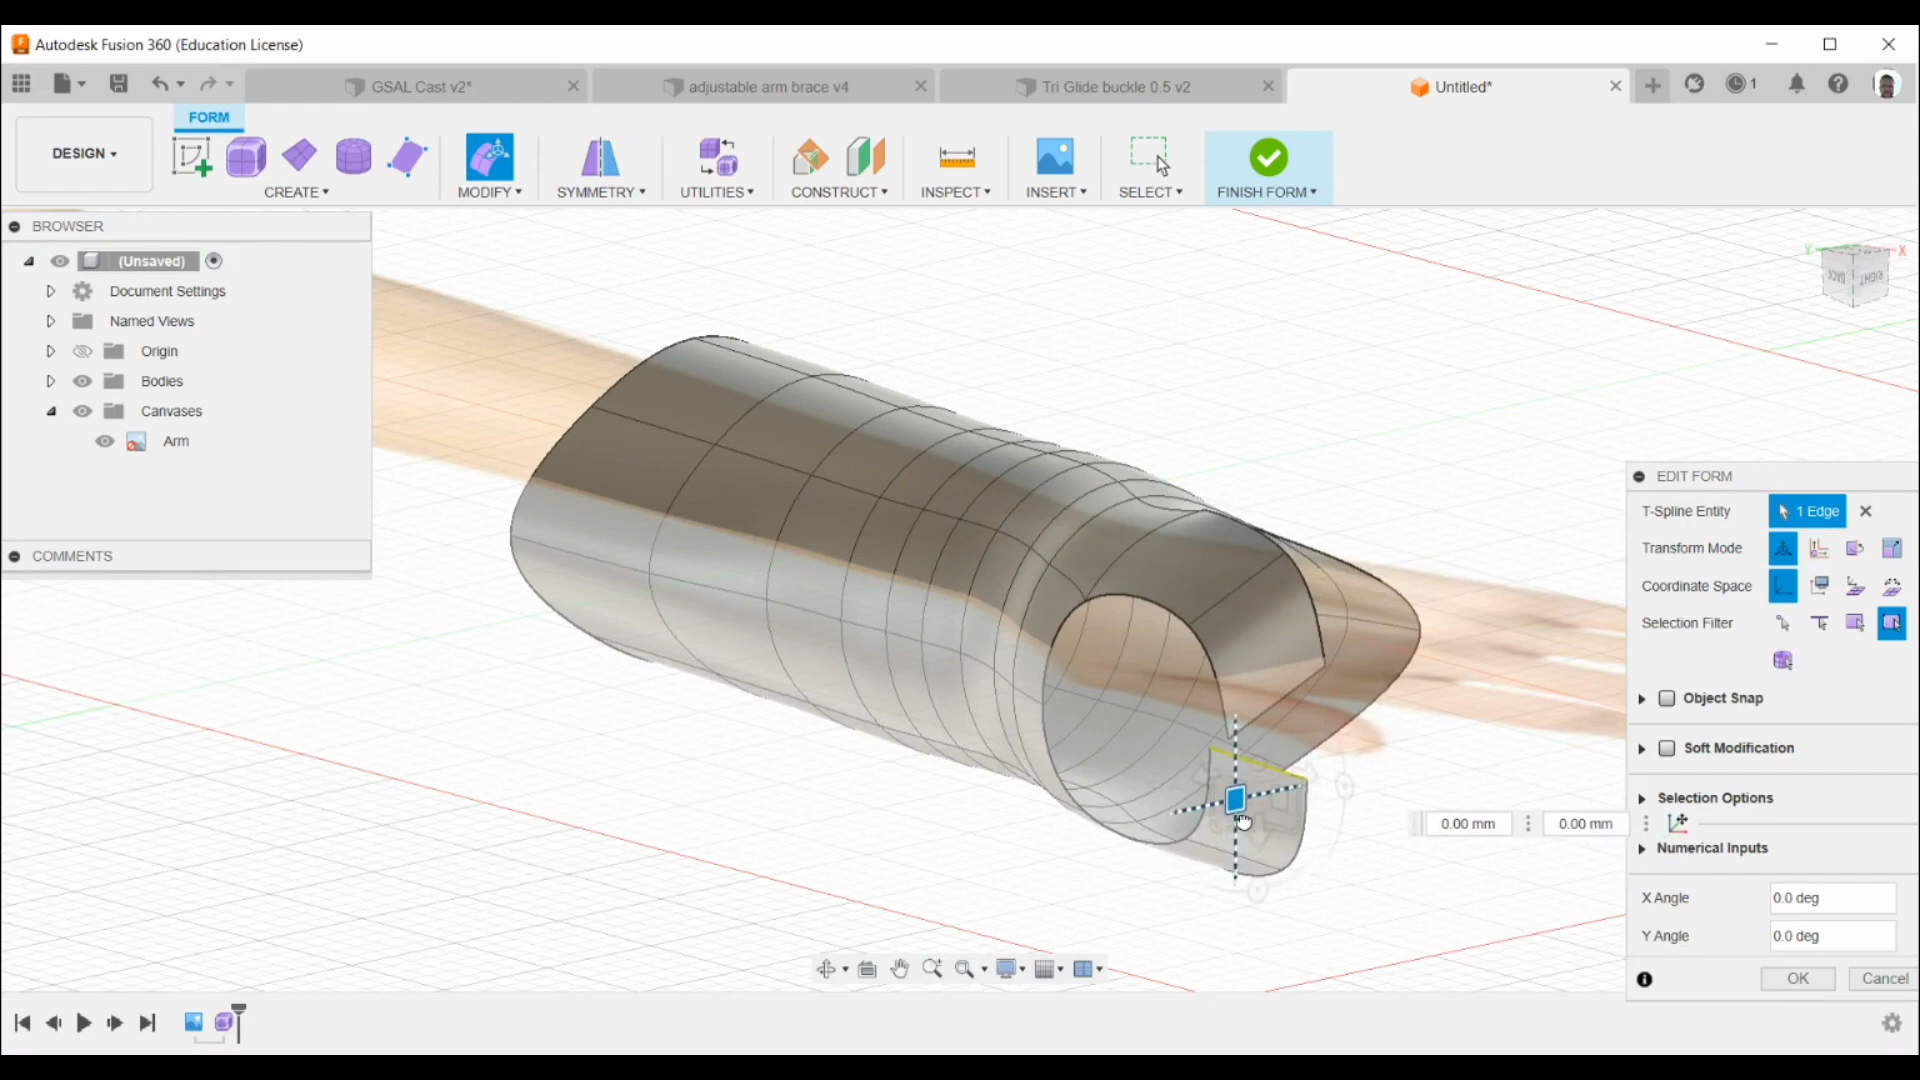 Autodesk Fusion 360 (Education License)
GSAL Cast v2*
adjustable arm brace v4
Tri Glide buckle 0.5 v2
Untitled*
1
FORM
DESIGN
CREATE
MODIFY
SYMMETRY
UTILITIES
CONSTRUCT
INSPECT
INSERT
SELECT
FINISH FORM
BROWSER
(Unsaved)
Document Settings
Named Views
Origin
Bodies
Canvases
Arm
COMMENTS
Y
X
BACK
RIGHT
EDIT FORM
T-Spline Entity
1 Edge
Transform Mode
Coordinate Space
Selection Filter
Object Snap
Soft Modification
Selection Options
0.00 mm
0.00 mm
Numerical Inputs
X Angle
0.0 deg
Y Angle
0.0 deg
OK
Cancel